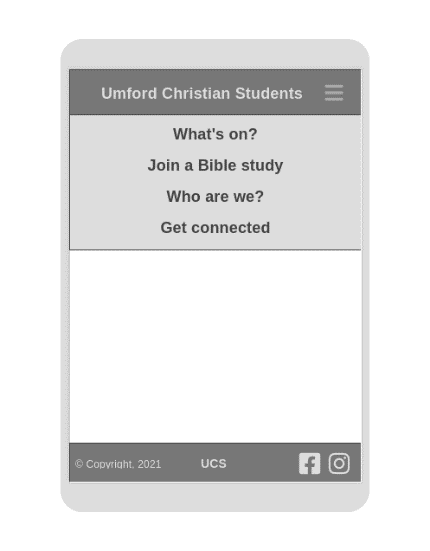 Umford Christian Students
What's on?
Join a Bible study
Who are we?
Get connected
© Copyright, 2021 UCS